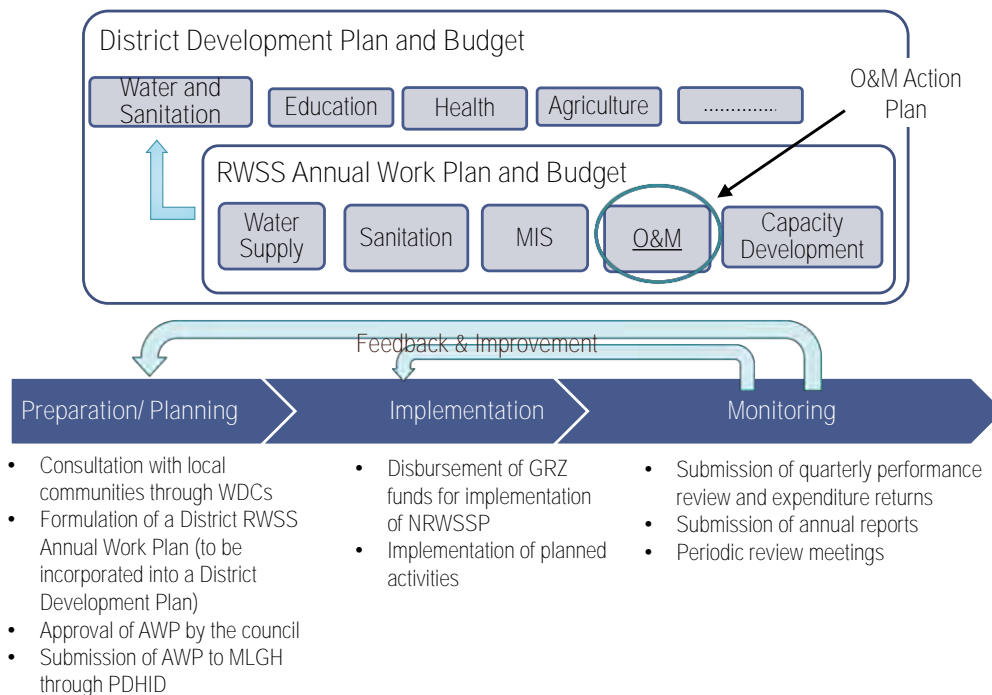 District Development Plan and Budget
O&M Action
Plan
Water and
Sanitation
Education
Health
Agriculture
..............
RWSS Annual Work Plan and Budget
Water
Supply
Sanitation
MIS
O&M
Capacity
Development
Feedback & Improvement
Preparation/ Planning
Implementation
Monitoring
• Consultation with local
communities through WDCs
• Formulation of a District RWSS
Annual Work Plan (to be
incorporated into a District
Development Plan)
• Approval of AWP by the council
• Submission of AWP to MLGH
through PDHID
• Disbursement of GRZ
funds for implementation
of NRWSSP
• Implementation of planned
activities
• Submission of quarterly performance
review and expenditure returns
• Submission of annual reports
• Periodic review meetings